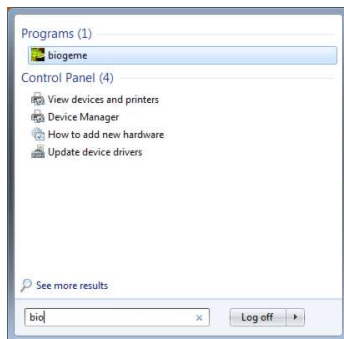 Programs (1)
biogeme
Control Panel (4)
View devices and printers
Device Manager
How to add new hardware
Update device drivers
See more results
bio
Log off